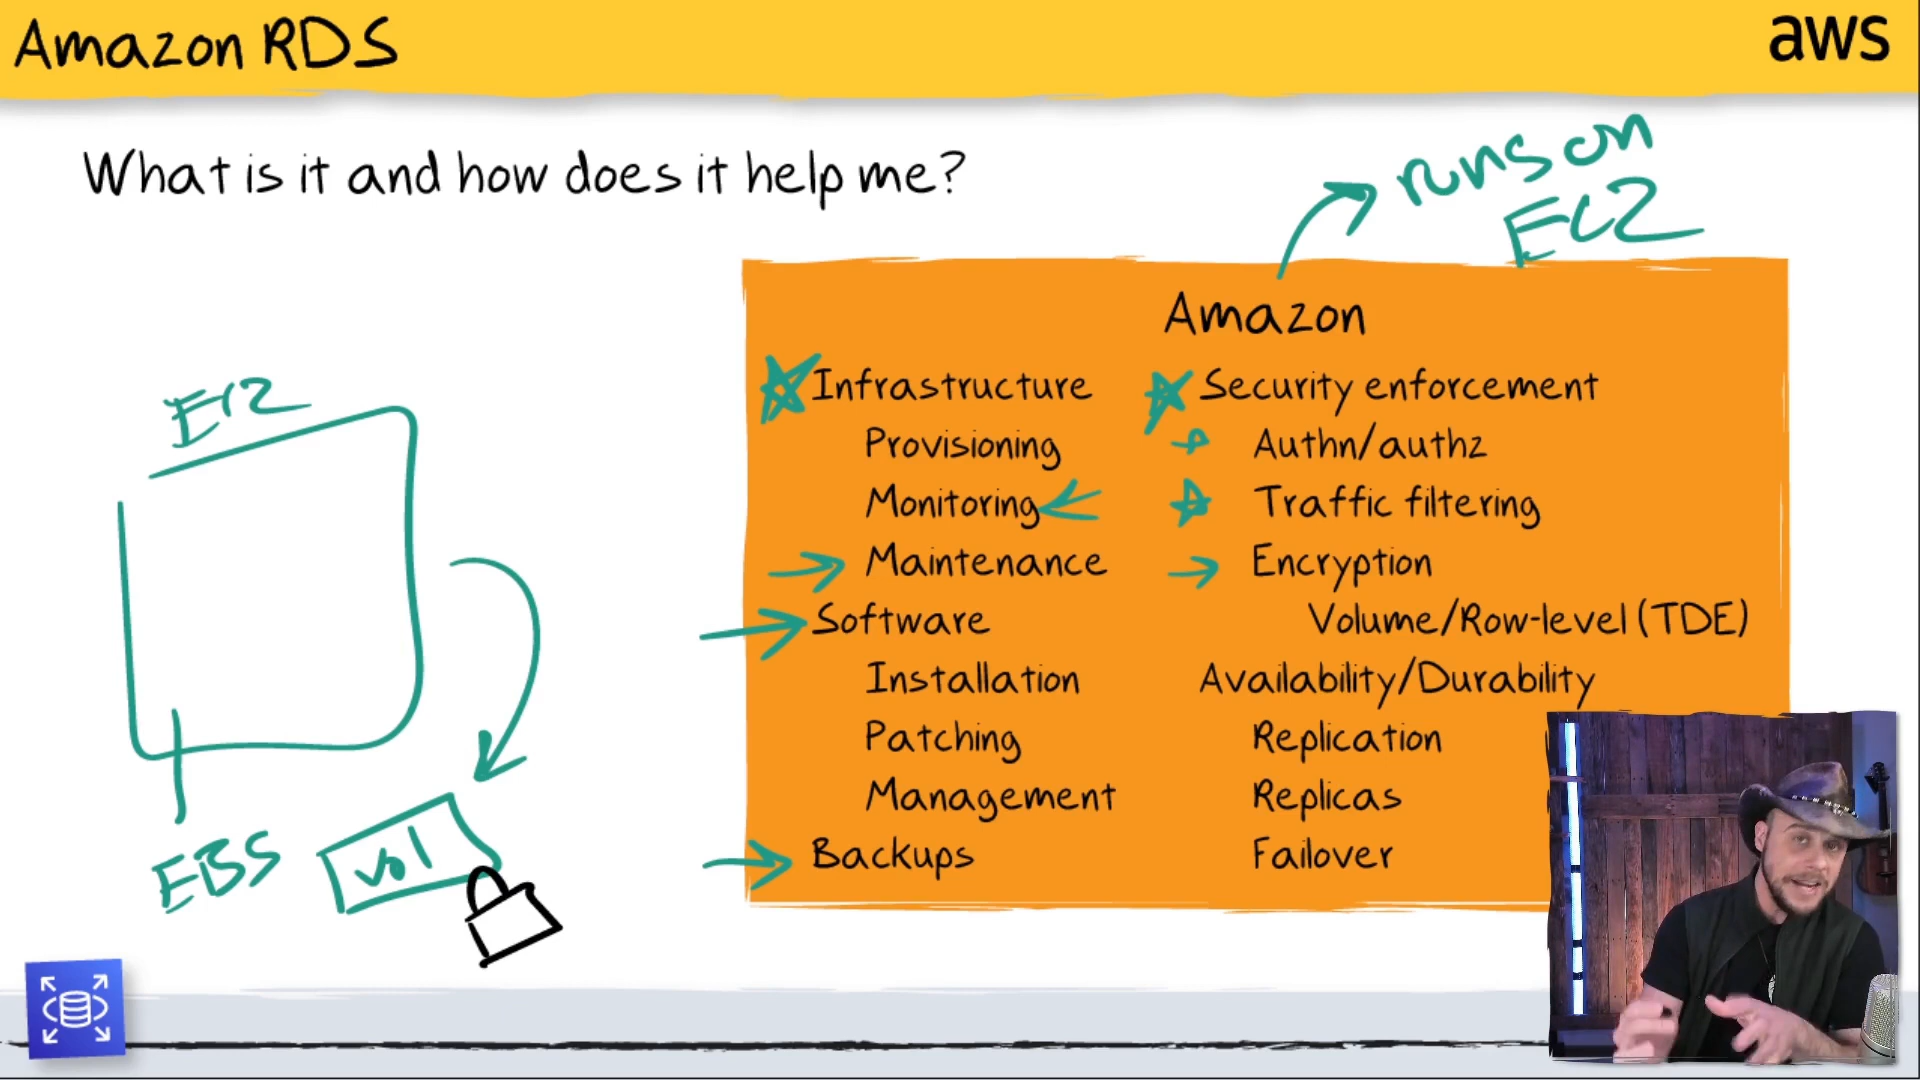 Amazon RDS
aws
What is it and how does it help me?
runs on
EC2
Amazon
Infrastructure
Provisioning
Monitoring
Maintenance
Software
Installation
Patching
Management
Backups
Security enforcement
Authn/authz
Traffic filtering
Encryption
Volume/Row-level (TDE)
Availability/Durability
Replication
Replicas
Failover
EC2
EBS
vol